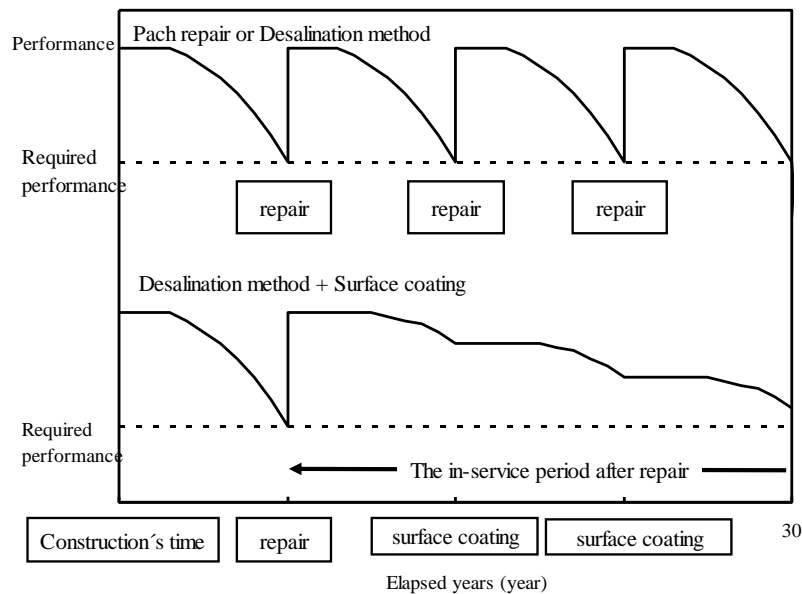 Pach repair or Desalination method
Performance
Required
performance
repair
repair
repair
Desalination method + Surface coating
Required
performance
The in-service period after repair
Construction´s time
repair
surface coating
surface coating
30
Elapsed years (year)